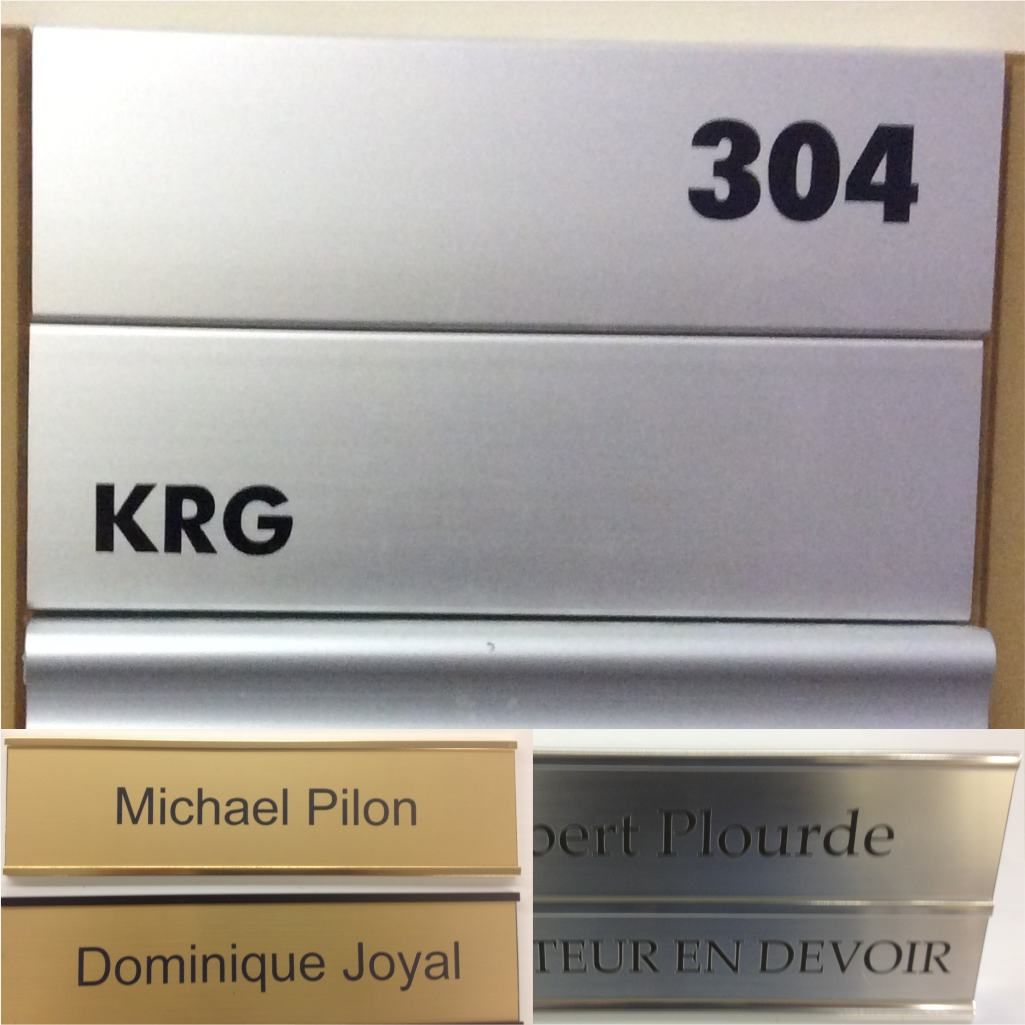 304
KRG
Michael Pilon
Dominique Joyal
Plourde
EN DEVOIR